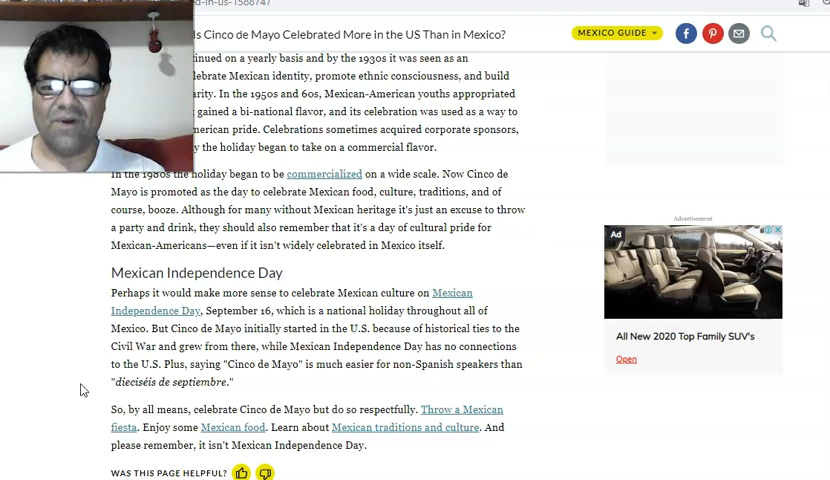 ed-in-us-1588747
Is Cinco de Mayo Celebrated More in the US Than in Mexico?
MEXICO GUIDE
tinued on a yearly basis and by the 1930s it was seen as an
lebrate Mexican identity, promote ethnic consciousness, and build
arity. In the 1950s and 60s, Mexican-American youths appropriated
gained a bi-national flavor, and its celebration was used as a way to
merican pride. Celebrations sometimes acquired corporate sponsors,
y the holiday began to take on a commercial flavor.
In the 1980s the holiday began to be commercialized on a wide scale. Now Cinco de
Mayo is promoted as the day to celebrate Mexican food, culture, traditions, and of
course, booze. Although for many without Mexican heritage it's just an excuse to throw
a party and drink, they should also remember that it's a day of cultural pride for
Mexican-Americans—even if it isn't widely celebrated in Mexico itself.
Mexican Independence Day
Perhaps it would make more sense to celebrate Mexican culture on Mexican
Independence Day, September 16, which is a national holiday throughout all of
Mexico. But Cinco de Mayo initially started in the U.S. because of historical ties to the
Civil War and grew from there, while Mexican Independence Day has no connections
to the U.S. Plus, saying "Cinco de Mayo" is much easier for non-Spanish speakers than
"dieciséis de septiembre."
So, by all means, celebrate Cinco de Mayo but do so respectfully. Throw a Mexican
fiesta. Enjoy some Mexican food. Learn about Mexican traditions and culture. And
please remember, it isn't Mexican Independence Day.
WAS THIS PAGE HELPFUL?
Advertisement
Ad
All New 2020 Top Family SUV's
Open